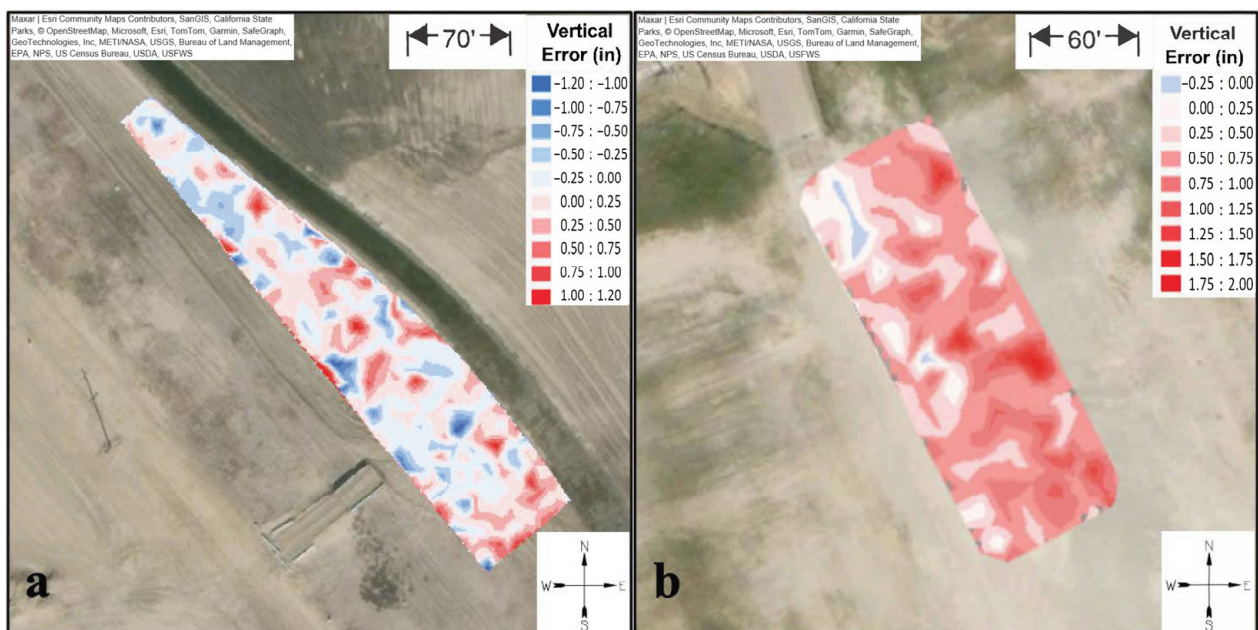 Maxar | Esri Community Maps Contributors, SanGIS, California State
Parks, © OpenStreetMap, Microsoft, Esri, TomTom, Garmin, SafeGraph,
GeoTechnologies, Inc, METI/NASA, USGS, Bureau of Land Management,
EPA, NPS, US Census Bureau, USDA, USFWS
70'
Vertical
Error (in)
−1.20 : −1.00
−1.00 : −0.75
−0.75 : −0.50
−0.50 : −0.25
−0.25 : 0.00
0.00 : 0.25
0.25 : 0.50
0.50 : 0.75
0.75 : 1.00
1.00 : 1.20
a
N
W E
S
Maxar | Esri Community Maps Contributors, SanGIS, California State
Parks, © OpenStreetMap, Microsoft, Esri, TomTom, Garmin, SafeGraph,
GeoTechnologies, Inc, METI/NASA, USGS, Bureau of Land Management,
EPA, NPS, US Census Bureau, USDA, USFWS
60'
Vertical
Error (in)
−0.25 : 0.00
0.00 : 0.25
0.25 : 0.50
0.50 : 0.75
0.75 : 1.00
1.00 : 1.25
1.25 : 1.50
1.50 : 1.75
1.75 : 2.00
b
N
W E
S